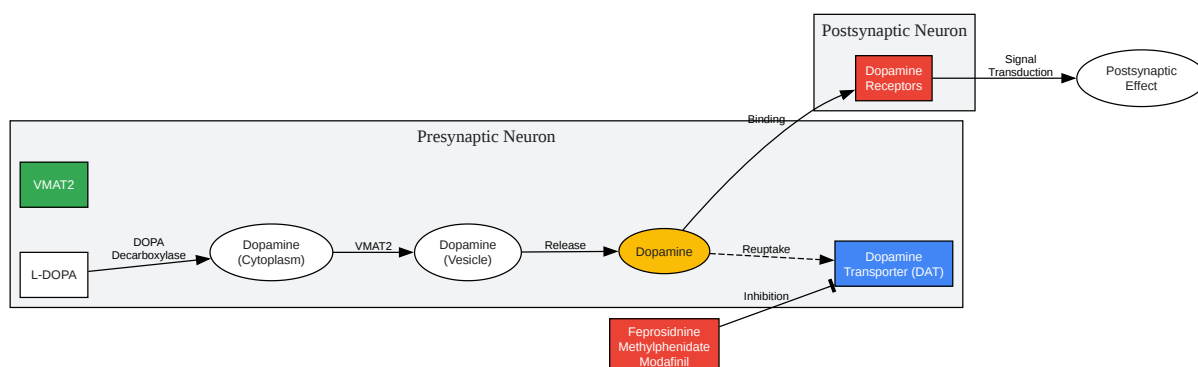 Postsynaptic Neuron
Dopamine
Receptors
Signal
Transduction
Postsynaptic
Effect
Binding
Presynaptic Neuron
VMAT2
L-DOPA
DOPA
Decarboxylase
Dopamine
(Cytoplasm)
VMAT2
Dopamine
(Vesicle)
Release
Dopamine
Reuptake
Dopamine
Transporter (DAT)
Inhibition
Feprosidnine
Methylphenidate
Modafinil